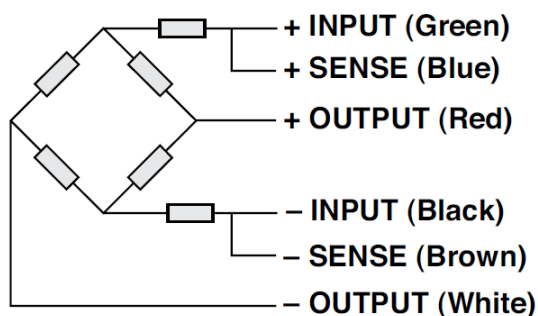 + INPUT (Green)
+ SENSE (Blue)
+ OUTPUT (Red)
– INPUT (Black)
– SENSE (Brown)
– OUTPUT (White)